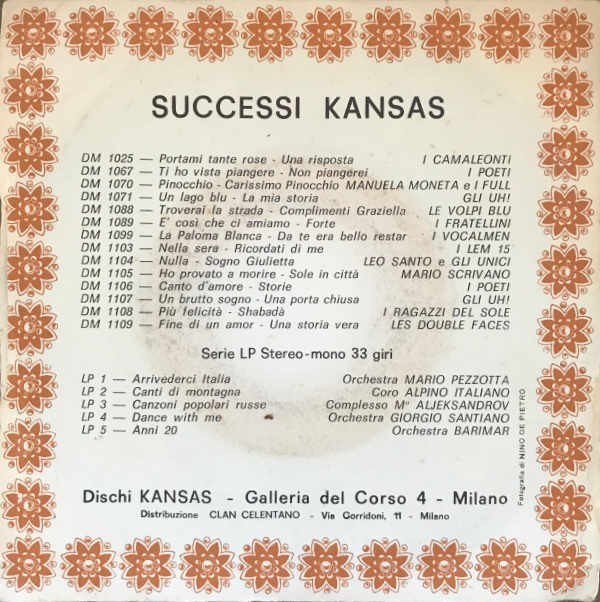 SUCCESSI KANSAS
DM 1025 — Portami tante rose - Una risposta I CAMALEONTI
DM 1067 — Ti ho vista piangere - Non piangerei I POETI
DM 1070 — Pinocchio - Carissimo Pinocchio MANUELA MONETA e I FULL
DM 1071 — Un lago blu - La mia storia GLI UH!
DM 1088 — Troverai la strada - Complimenti Graziella LE VOLPI BLU
DM 1089 — E' così che ci amiamo - Forte I FRATELLINI
DM 1099 — La Paloma Blanca - Da te era bello restar I VOCALMEN
DM 1103 — Nella sera - Ricordati di me I LEM 15
DM 1104 — Nulla - Sogno Giulietta LEO SANTO e GLI UNICI
DM 1105 — Ho provato a morire - Sole in città MARIO SCRIVANO
DM 1106 — Canto d'amore - Storie I POETI
DM 1107 — Un brutto sogno - Una porta chiusa GLI UH!
DM 1108 — Più felicità - Shabadà I RAGAZZI DEL SOLE
DM 1109 — Fine di un amor - Una storia vera LES DOUBLE FACES
Serie LP Stereo-mono 33 giri
LP 1 — Arrivederci Italia Orchestra MARIO PEZZOTTA
LP 2 — Canti di montagna Coro ALPINO ITALIANO
LP 3 — Canzoni popolari russe Complesso M° ALJEKSANDROV
LP 4 — Dance with me Orchestra GIORGIO SANTIANO
LP 5 — Anni 20 Orchestra BARIMAR
Fotografia di NINO DE PIETRO
Dischi KANSAS - Galleria del Corso 4 - Milano
Distribuzione CLAN CELENTANO - Via Corridoni, 11 - Milano